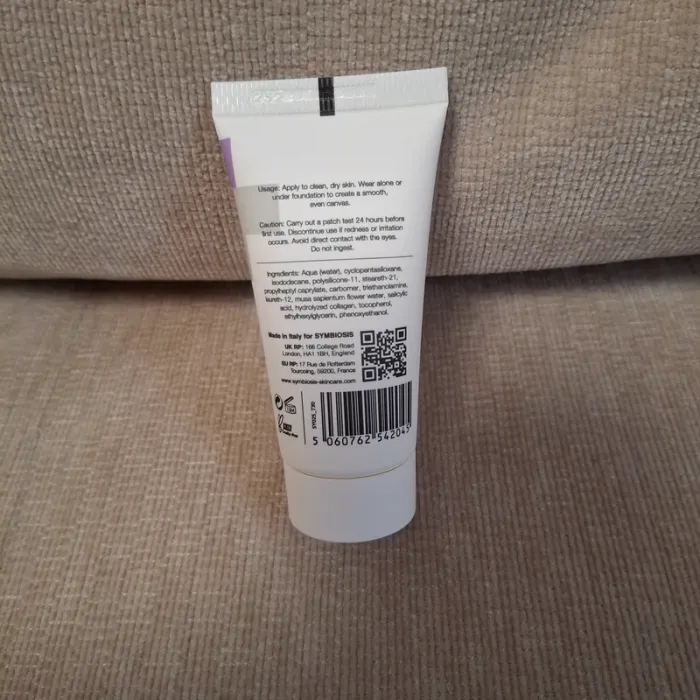 Usage: Apply to clean, dry skin. Wear alone or
under foundation to create a smooth,
even canvas.
Caution: Carry out a patch test 24 hours before
first use. Discontinue use if redness or irritation
occurs. Avoid direct contact with the eyes.
Do not ingest.
Ingredients: Aqua (water), cyclopentasiloxane,
isododecane, polysilicone-11, steareth-21,
propylheptyl caprylate, carbomer, triethanolamine,
laureth-12, musa sapientum flower water, salicylic
acid, hydrolyzed collagen, tocopherol,
ethylhexylglycerin, phenoxyethanol.
Made in Italy for SYMBIOSIS
UK RP: 166 College Road
London, HA1 1BH, England
EU RP: 17 Rue de Rotterdam
Tourcoing, 59200, France
www.symbiosis-skincare.com
5 060762 542045